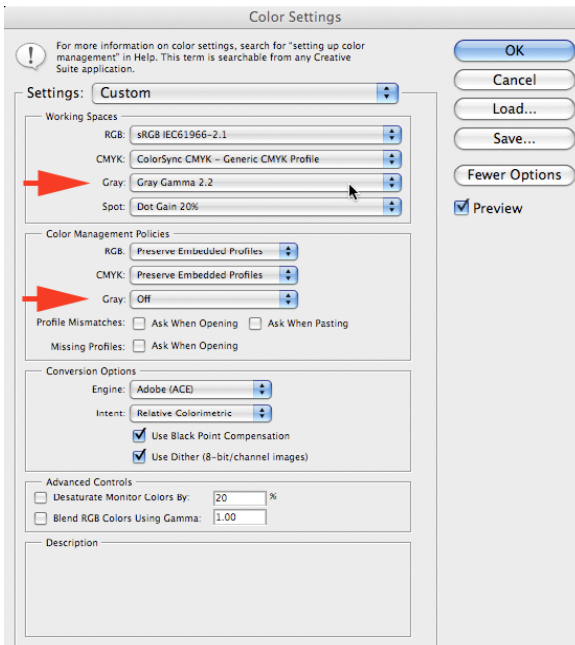 Color Settings
For more information on color settings, search for "setting up color
management" in Help. This term is searchable from any Creative
Suite application.
OK
Cancel
Load...
Save...
Fewer Options
Preview
Settings: Custom
Working Spaces
RGB: sRGB IEC61966-2.1
CMYK: ColorSync CMYK - Generic CMYK Profile
Gray: Gray Gamma 2.2
Spot: Dot Gain 20%
Color Management Policies
RGB: Preserve Embedded Profiles
CMYK: Preserve Embedded Profiles
Gray: Off
Profile Mismatches: Ask When Opening Ask When Pasting
Missing Profiles: Ask When Opening
Conversion Options
Engine: Adobe (ACE)
Intent: Relative Colorimetric
Use Black Point Compensation
Use Dither (8-bit/channel images)
Advanced Controls
Desaturate Monitor Colors By: 20 %
Blend RGB Colors Using Gamma: 1.00
Description